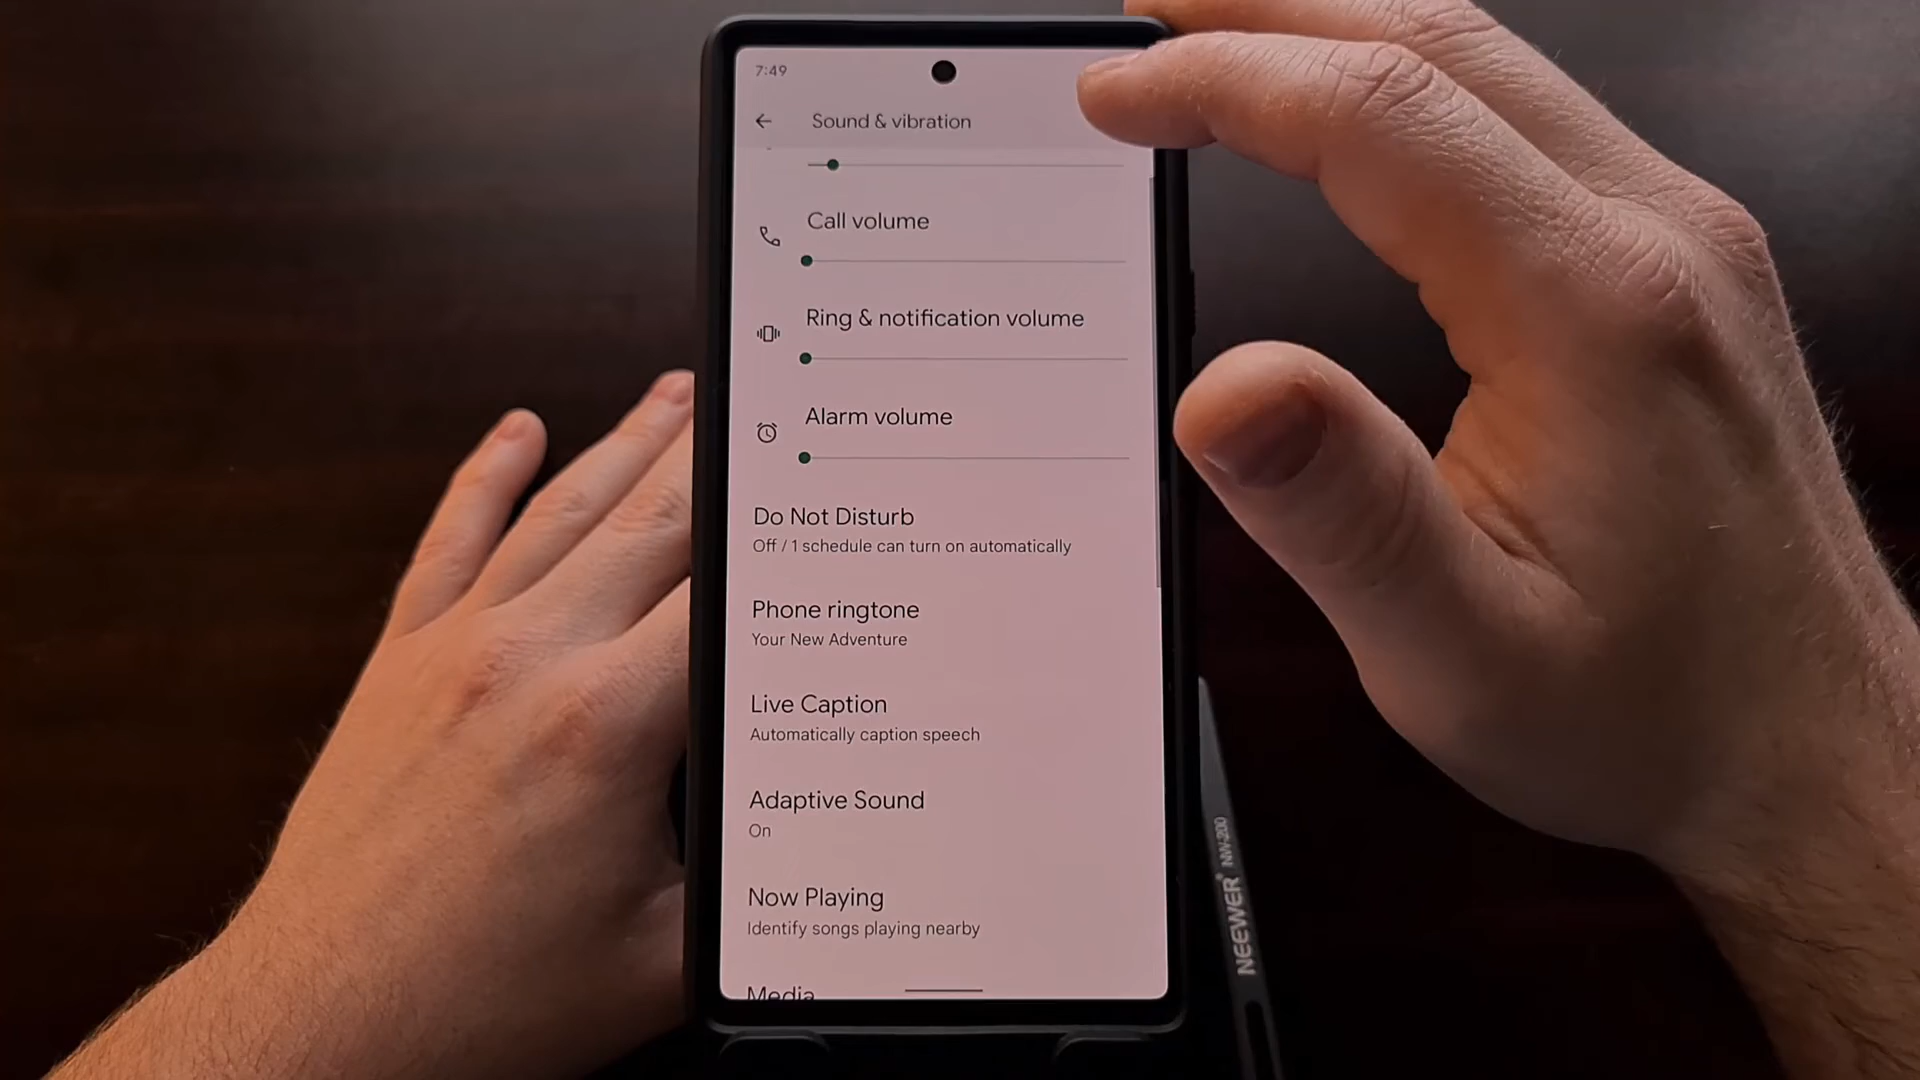 7:49
Sound & vibration
Call volume
Ring & notification volume
Alarm volume
Do Not Disturb
Off / 1 schedule can turn on automatically
Phone ringtone
Your New Adventure
Live Caption
Automatically caption speech
Adaptive Sound
On
Now Playing
Identify songs playing nearby
Media
NEEWER® NW-200